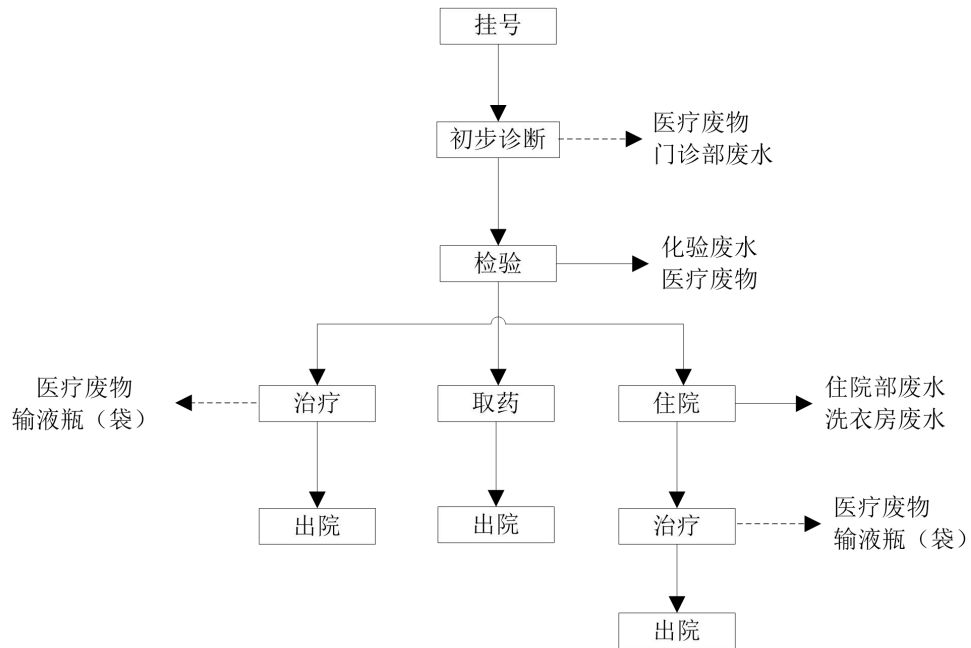 挂号
初步诊断
医疗废物
门诊部废水
检验
化验废水
医疗废物
医疗废物
输液瓶（袋）
治疗
取药
住院
住院部废水
洗衣房废水
出院
出院
治疗
医疗废物
输液瓶（袋）
出院